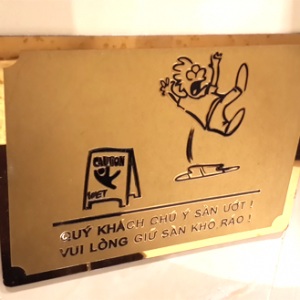 CAUTION
WET
QUÝ KHÁCH CHÚ Ý SÀN ƯỚT !
VUI LÒNG GIỮ SÀN KHÔ RÁO !